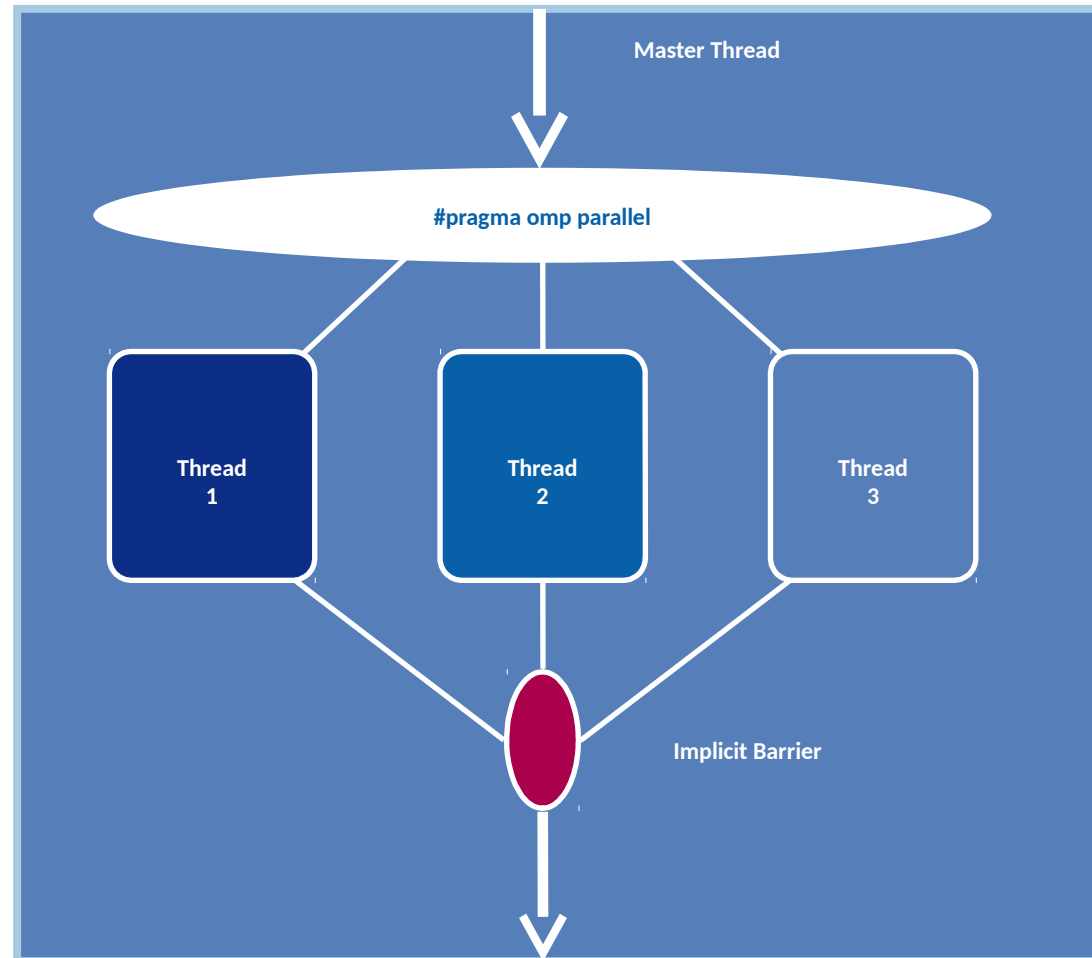 Master Thread
#pragma omp parallel
Thread
1
Thread
2
Thread
3
Implicit Barrier